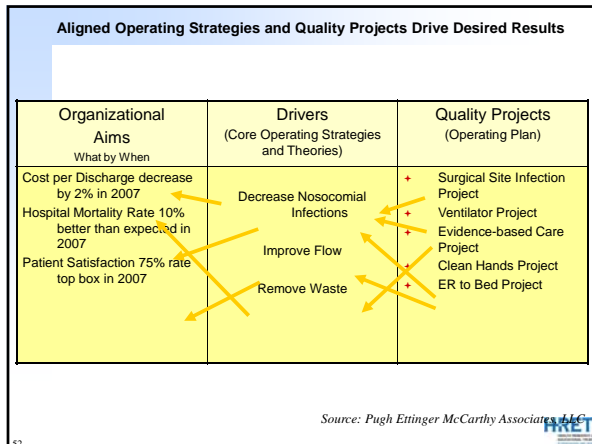 Aligned Operating Strategies and Quality Projects Drive Desired Results
Organizational
Aims
What by When
Drivers
(Core Operating Strategies
and Theories)
Quality Projects
(Operating Plan)
Cost per Discharge decrease
by 2% in 2007
Hospital Mortality Rate 10%
better than expected in
2007
Patient Satisfaction 75% rate
top box in 2007
Decrease Nosocomial
Infections
Improve Flow
Remove Waste
Surgical Site Infection
Project
Ventilator Project
Evidence-based Care
Project
Clean Hands Project
ER to Bed Project
Source: Pugh Ettinger McCarthy Associates, LLC
HRET
52